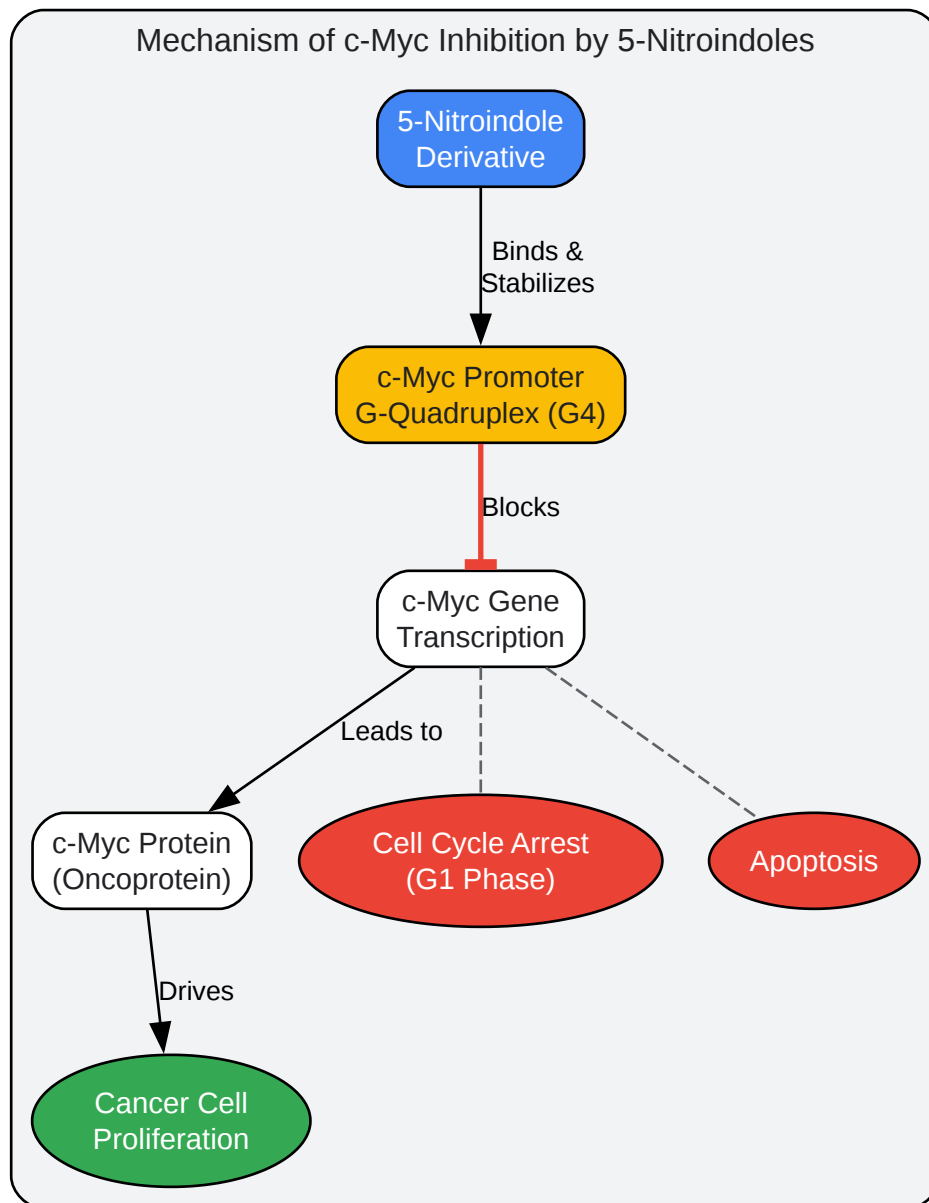 Mechanism of c-Myc Inhibition by 5-Nitroindoles
5-Nitroindole
Derivative
Binds &
Stabilizes
c-Myc Promoter
G-Quadruplex (G4)
Blocks
c-Myc Gene
Transcription
Leads to
c-Myc Protein
(Oncoprotein)
Cell Cycle Arrest
(G1 Phase)
Apoptosis
Drives
Cancer Cell
Proliferation